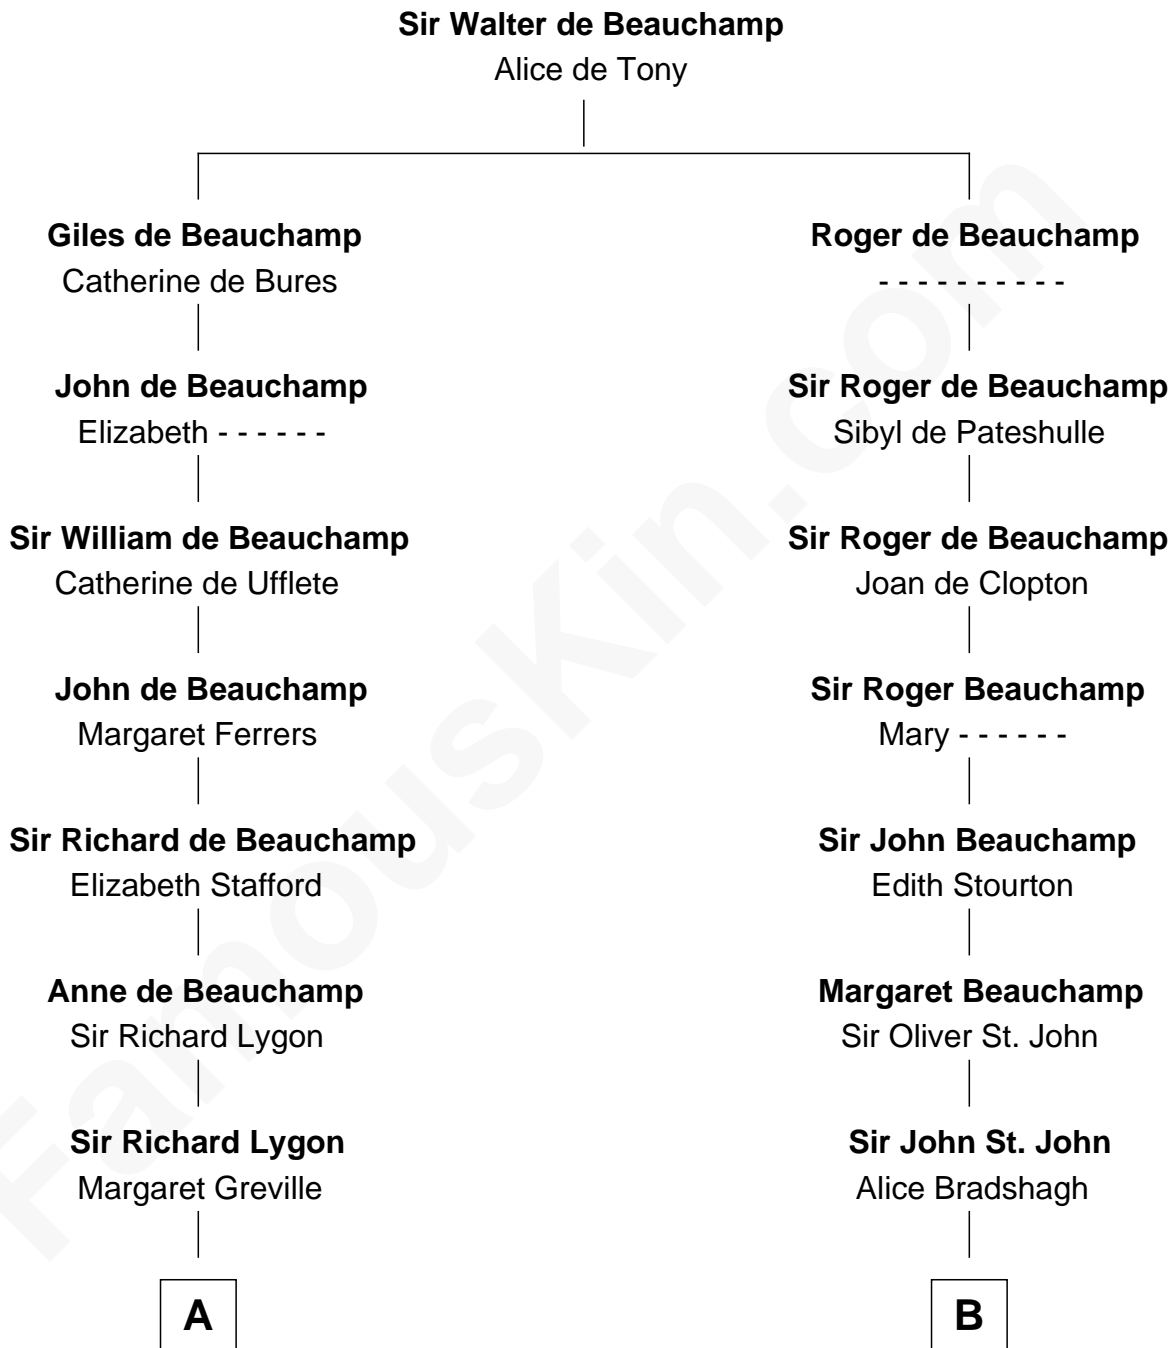 Sir Walter de Beauchamp
Alice de Tony
Giles de Beauchamp
Catherine de Bures
Roger de Beauchamp
- - - - - - - - - -
John de Beauchamp
Elizabeth - - - - - -
Sir Roger de Beauchamp
Sibyl de Pateshulle
Sir William de Beauchamp
Catherine de Ufflete
Sir Roger de Beauchamp
Joan de Clopton
John de Beauchamp
Margaret Ferrers
Sir Roger Beauchamp
Mary - - - - - -
Sir Richard de Beauchamp
Elizabeth Stafford
Sir John Beauchamp
Edith Stourton
Anne de Beauchamp
Sir Richard Lygon
Margaret Beauchamp
Sir Oliver St. John
Sir Richard Lygon
Margaret Greville
Sir John St. John
Alice Bradshagh
A
B
FamousKin.com